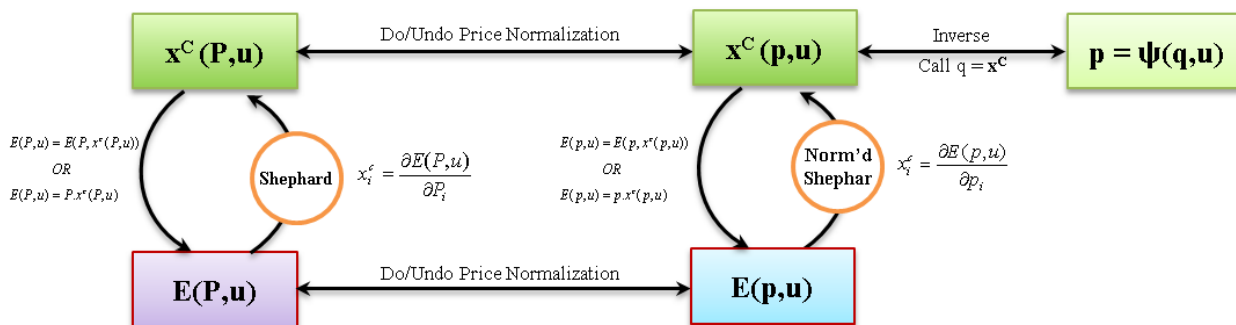 x^C (P,u)
Do/Undo Price Normalization
x^C (p,u)
Inverse
Call q = x^C
p = ψ(q,u)
E(P,u) = E(P, x^c(P,u))
OR
E(P,u) = P.x^c(P,u)
Shephard
x_i^c = ∂E(P,u) / ∂P_i
E(p,u) = E(p, x^c(p,u))
OR
E(p,u) = p.x^c(p,u)
Norm'd
Shephar
x_i^c = ∂E(p,u) / ∂p_i
E(P,u)
Do/Undo Price Normalization
E(p,u)